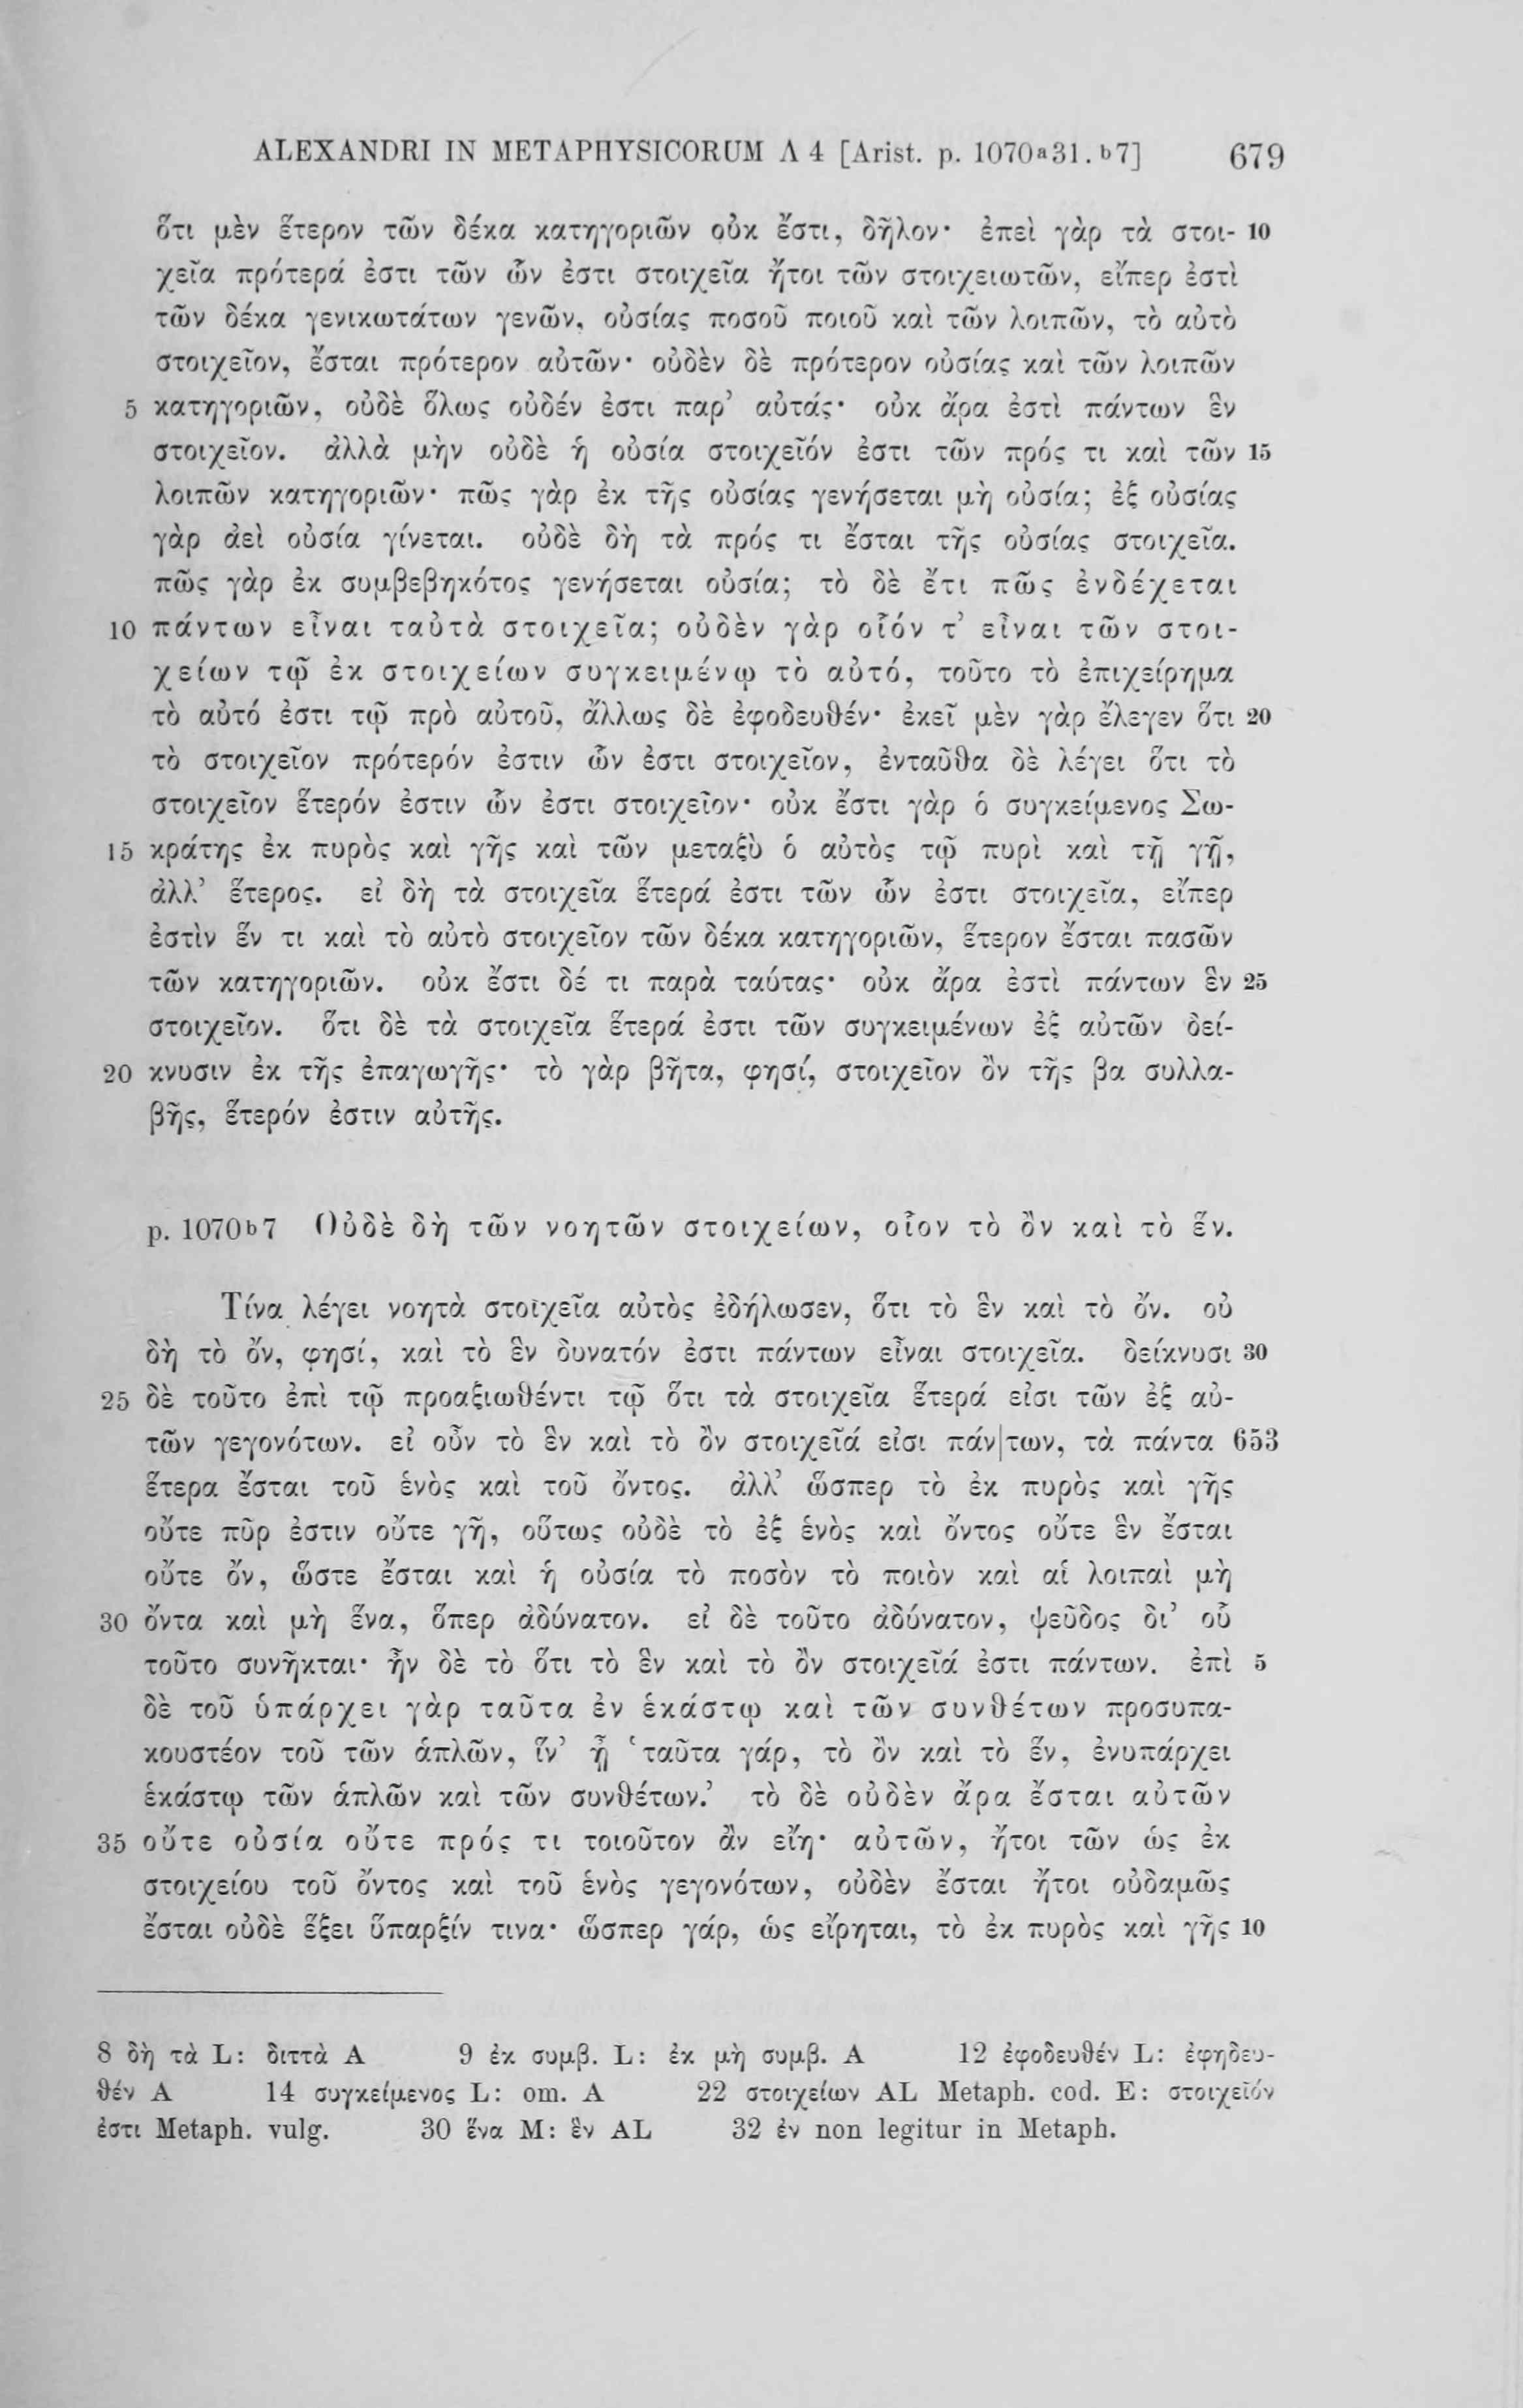 ALEXANDRI IN METAPHYSICORUM Λ 4 [Arist. p. 1070ᵃ31. ᵇ7] 679
ὅτι μὲν ἕτερον τῶν δέκα κατηγοριῶν οὐκ ἔστι, δῆλον· ἐπεὶ γὰρ τὰ στοι- 10
χεῖα πρότερά ἐστι τῶν ὧν ἐστι στοιχεῖα ἤτοι τῶν στοιχειωτῶν, εἴπερ ἐστὶ
τῶν δέκα γενικωτάτων γενῶν, οὐσίας ποσοῦ ποιοῦ καὶ τῶν λοιπῶν, τὸ αὐτὸ
στοιχεῖον, ἔσται πρότερον αὐτῶν· οὐδὲν δὲ πρότερον οὐσίας καὶ τῶν λοιπῶν
5 κατηγοριῶν, οὐδὲ ὅλως οὐδέν ἐστι παρ’ αὐτάς· οὐκ ἄρα ἐστὶ πάντων ἓν
στοιχεῖον. ἀλλὰ μὴν οὐδὲ ἡ οὐσία στοιχεῖόν ἐστι τῶν πρός τι καὶ τῶν 15
λοιπῶν κατηγοριῶν· πῶς γὰρ ἐκ τῆς οὐσίας γενήσεται μὴ οὐσία; ἐξ οὐσίας
γὰρ ἀεὶ οὐσία γίνεται. οὐδὲ δὴ τὰ πρός τι ἔσται τῆς οὐσίας στοιχεῖα.
πῶς γὰρ ἐκ συμβεβηκότος γενήσεται οὐσία; τὸ δὲ ἔτι πῶς ἐνδέχεται
10 πάντων εἶναι ταὐτὰ στοιχεῖα; οὐδὲν γὰρ οἷόν τ’ εἶναι τῶν στοι-
χείων τῷ ἐκ στοιχείων συγκειμένῳ τὸ αὐτό, τοῦτο τὸ ἐπιχείρημα
τὸ αὐτό ἐστι τῷ πρὸ αὐτοῦ, ἄλλως δὲ ἐφοδευθέν· ἐκεῖ μὲν γὰρ ἔλεγεν ὅτι 20
τὸ στοιχεῖον πρότερόν ἐστιν ὧν ἐστι στοιχεῖον, ἐνταῦθα δὲ λέγει ὅτι τὸ
στοιχεῖον ἕτερόν ἐστιν ὧν ἐστι στοιχεῖον· οὐκ ἔστι γὰρ ὁ συγκείμενος Σω-
15 κράτης ἐκ πυρὸς καὶ γῆς καὶ τῶν μεταξὺ ὁ αὐτὸς τῷ πυρὶ καὶ τῇ γῇ,
ἀλλ’ ἕτερος. εἰ δὴ τὰ στοιχεῖα ἕτερά ἐστι τῶν ὧν ἐστι στοιχεῖα, εἴπερ
ἐστὶν ἕν τι καὶ τὸ αὐτὸ στοιχεῖον τῶν δέκα κατηγοριῶν, ἕτερον ἔσται πασῶν
τῶν κατηγοριῶν. οὐκ ἔστι δέ τι παρὰ ταύτας· οὐκ ἄρα ἐστὶ πάντων ἓν 25
στοιχεῖον. ὅτι δὲ τὰ στοιχεῖα ἕτερά ἐστι τῶν συγκειμένων ἐξ αὐτῶν δεί-
20 κνυσιν ἐκ τῆς ἐπαγωγῆς· τὸ γὰρ βῆτα, φησί, στοιχεῖον ὂν τῆς βα συλλα-
βῆς, ἕτερόν ἐστιν αὐτῆς.
p. 1070ᵇ7 Οὐδὲ δὴ τῶν νοητῶν στοιχείων, οἷον τὸ ὂν καὶ τὸ ἕν.
Τίνα λέγει νοητὰ στοιχεῖα αὐτὸς ἐδήλωσεν, ὅτι τὸ ἓν καὶ τὸ ὄν. οὐ
δὴ τὸ ὄν, φησί, καὶ τὸ ἓν δυνατόν ἐστι πάντων εἶναι στοιχεῖα. δείκνυσι 30
25 δὲ τοῦτο ἐπὶ τῷ προαξιωθέντι τῷ ὅτι τὰ στοιχεῖα ἕτερά εἰσι τῶν ἐξ αὐ-
τῶν γεγονότων. εἰ οὖν τὸ ἓν καὶ τὸ ὂν στοιχεῖά εἰσι πάν|των, τὰ πάντα 653
ἕτερα ἔσται τοῦ ἑνὸς καὶ τοῦ ὄντος. ἀλλ’ ὥσπερ τὸ ἐκ πυρὸς καὶ γῆς
οὔτε πῦρ ἐστιν οὔτε γῆ, οὕτως οὐδὲ τὸ ἐξ ἑνὸς καὶ ὄντος οὔτε ἓν ἔσται
οὔτε ὄν, ὥστε ἔσται καὶ ἡ οὐσία τὸ ποσὸν τὸ ποιὸν καὶ αἱ λοιπαὶ μὴ
30 ὄντα καὶ μὴ ἕνα, ὅπερ ἀδύνατον. εἰ δὲ τοῦτο ἀδύνατον, ψεῦδος δι’ οὗ
τοῦτο συνῆκται· ἦν δὲ τὸ ὅτι τὸ ἓν καὶ τὸ ὂν στοιχεῖά ἐστι πάντων. ἐπὶ 5
δὲ τοῦ ὑπάρχει γὰρ ταῦτα ἐν ἑκάστῳ καὶ τῶν συνθέτων προσυπα-
κουστέον τοῦ τῶν ἁπλῶν, ἵν’ ᾖ ‘ταῦτα γάρ, τὸ ὂν καὶ τὸ ἕν, ἐνυπάρχει
ἑκάστῳ τῶν ἁπλῶν καὶ τῶν συνθέτων.’ τὸ δὲ οὐδὲν ἄρα ἔσται αὐτῶν
35 οὔτε οὐσία οὔτε πρός τι τοιοῦτον ἂν εἴη· αὐτῶν, ἤτοι τῶν ὡς ἐκ
στοιχείου τοῦ ὄντος καὶ τοῦ ἑνὸς γεγονότων, οὐδὲν ἔσται ἤτοι οὐδαμῶς
ἔσται οὐδὲ ἕξει ὕπαρξίν τινα· ὥσπερ γάρ, ὡς εἴρηται, τὸ ἐκ πυρὸς καὶ γῆς 10
8 δὴ τὰ L: διττὰ A 9 ἐκ συμβ. L: ἐκ μὴ συμβ. A 12 ἐφοδευθέν L: ἐφηδευ-
θέν A 14 συγκείμενος L: om. A 22 στοιχείων AL Metaph. cod. E: στοιχεῖόν
ἐστι Metaph. vulg. 30 ἕνα M: ἓν AL 32 ἐν non legitur in Metaph.